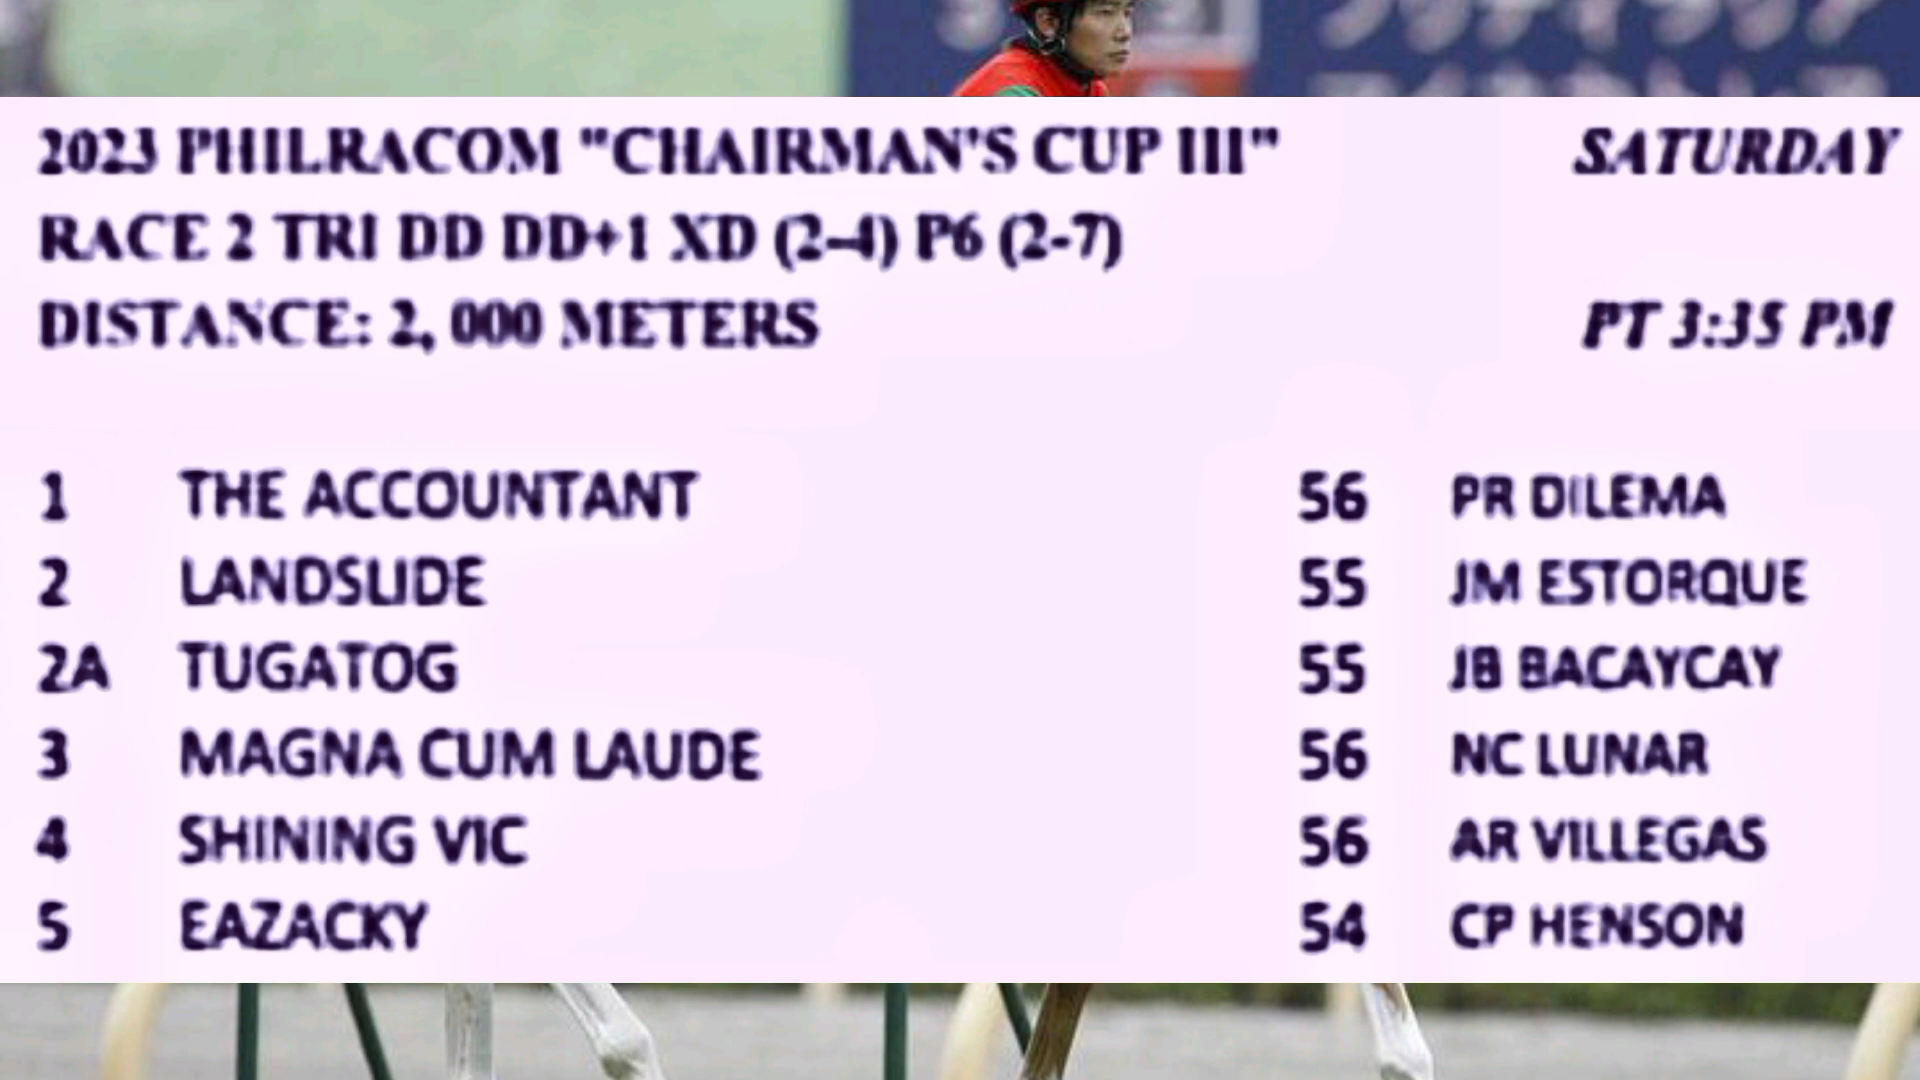 2023 PHILRACOM "CHAIRMAN'S CUP III" SATURDAY
RACE 2 TRI DD DD+1 XD (2-4) P6 (2-7)
DISTANCE: 2, 000 METERS PT 3:35 PM
1 THE ACCOUNTANT 56 PR DILEMA
2 LANDSLIDE 55 JM ESTORQUE
2A TUGATOG 55 JB BACAYCAY
3 MAGNA CUM LAUDE 56 NC LUNAR
4 SHINING VIC 56 AR VILLEGAS
5 EAZACKY 54 CP HENSON